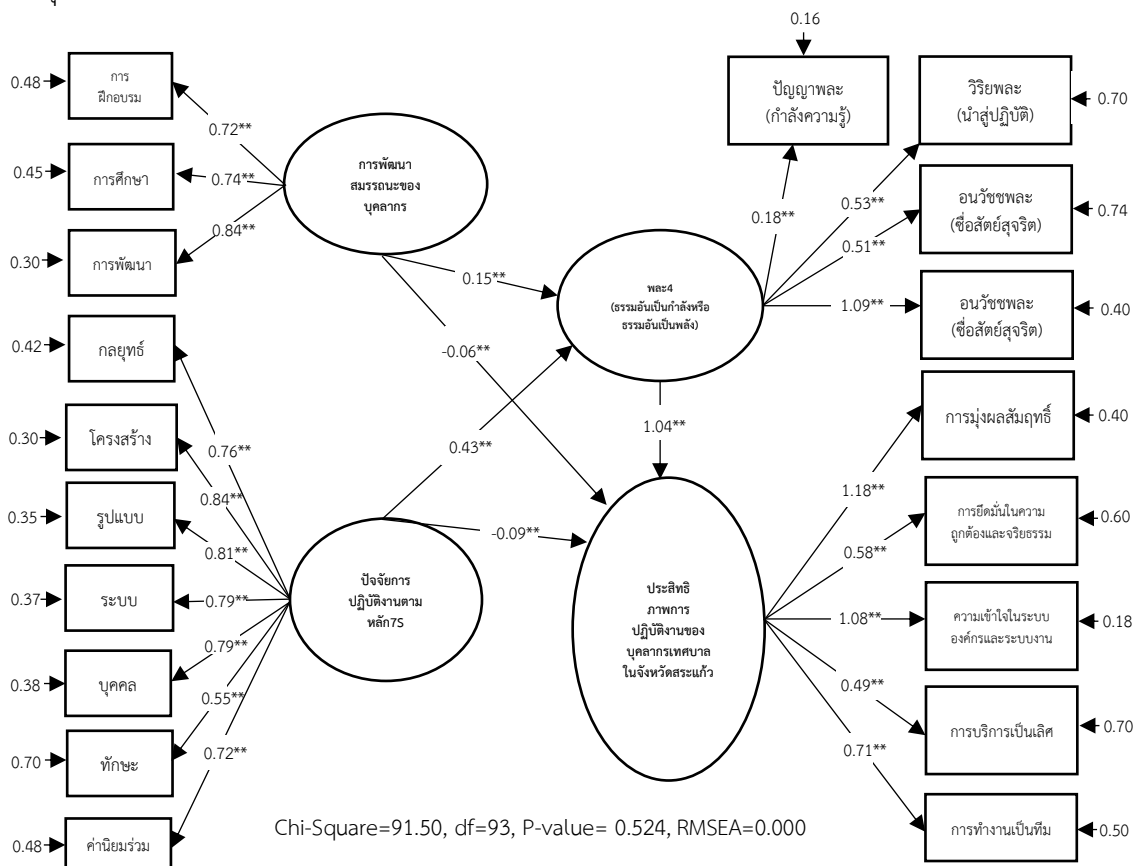 0.48
การ
ฝึกอบรม
0.72**
0.45
การศึกษา
0.74**
0.30
การพัฒนา
0.84**
การพัฒนา
สมรรถนะของ
บุคลากร
0.42
กลยุทธ์
0.76**
0.30
โครงสร้าง
0.84**
0.35
รูปแบบ
0.81**
0.37
ระบบ
0.79**
0.38
บุคคล
0.79**
0.70
ทักษะ
0.55**
0.48
ค่านิยมร่วม
0.72**
ปัจจัยการ
ปฏิบัติงานตาม
หลัก7S
0.15**
-0.06**
0.43**
-0.09**
พละ4
(ธรรมอันเป็นกำลังหรือ
ธรรมอันเป็นพลัง)
1.04**
ประสิทธิ
ภาพการ
ปฏิบัติงานของ
บุคลากรเทศบาล
ในจังหวัดสระแก้ว
0.16
ปัญญาพละ
(กำลังความรู้)
0.18**
วิริยพละ
(นำสู่ปฏิบัติ)
0.70
0.53**
อนวัชชพละ
(ซื่อสัตย์สุจริต)
0.74
0.51**
อนวัชชพละ
(ซื่อสัตย์สุจริต)
0.40
1.09**
การมุ่งผลสัมฤทธิ์
0.40
1.18**
การยึดมั่นในความ
ถูกต้องและจริยธรรม
0.60
0.58**
ความเข้าใจในระบบ
องค์กรและระบบงาน
0.18
1.08**
การบริการเป็นเลิศ
0.70
0.49**
การทำงานเป็นทีม
0.50
0.71**
Chi-Square=91.50, df=93, P-value= 0.524, RMSEA=0.000